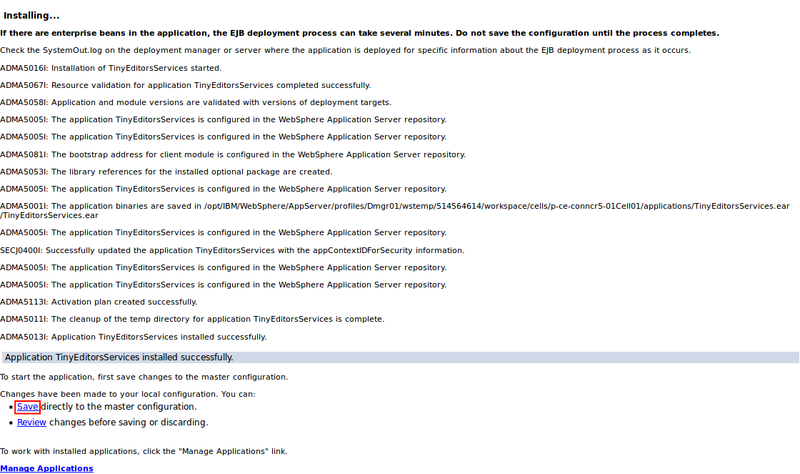 Installing...
If there are enterprise beans in the application, the EJB deployment process can take several minutes. Do not save the configuration until the process completes.
Check the SystemOut.log on the deployment manager or server where the application is deployed for specific information about the EJB deployment process as it occurs.
ADMA5016I: Installation of TinyEditorsServices started.
ADMA5067I: Resource validation for application TinyEditorsServices completed successfully.
ADMA5058I: Application and module versions are validated with versions of deployment targets.
ADMA5005I: The application TinyEditorsServices is configured in the WebSphere Application Server repository.
ADMA5005I: The application TinyEditorsServices is configured in the WebSphere Application Server repository.
ADMA5081I: The bootstrap address for client module is configured in the WebSphere Application Server repository.
ADMA5053I: The library references for the installed optional package are created.
ADMA5005I: The application TinyEditorsServices is configured in the WebSphere Application Server repository.
ADMA5001I: The application binaries are saved in /opt/IBM/WebSphere/AppServer/profiles/Dmgr01/wstemp/514564614/workspace/cells/p-ce-conncr5-01Cell01/applications/TinyEditorsServices.ear
/TinyEditorsServices.ear
ADMA5005I: The application TinyEditorsServices is configured in the WebSphere Application Server repository.
SECJ0400I: Successfully updated the application TinyEditorsServices with the appContextIDForSecurity information.
ADMA5005I: The application TinyEditorsServices is configured in the WebSphere Application Server repository.
ADMA5005I: The application TinyEditorsServices is configured in the WebSphere Application Server repository.
ADMA5113I: Activation plan created successfully.
ADMA5011I: The cleanup of the temp directory for application TinyEditorsServices is complete.
ADMA5013I: Application TinyEditorsServices installed successfully.
Application TinyEditorsServices installed successfully.
To start the application, first save changes to the master configuration.
Changes have been made to your local configuration. You can:
▪ Save directly to the master configuration.
▪ Review changes before saving or discarding.
To work with installed applications, click the "Manage Applications" link.
Manage Applications